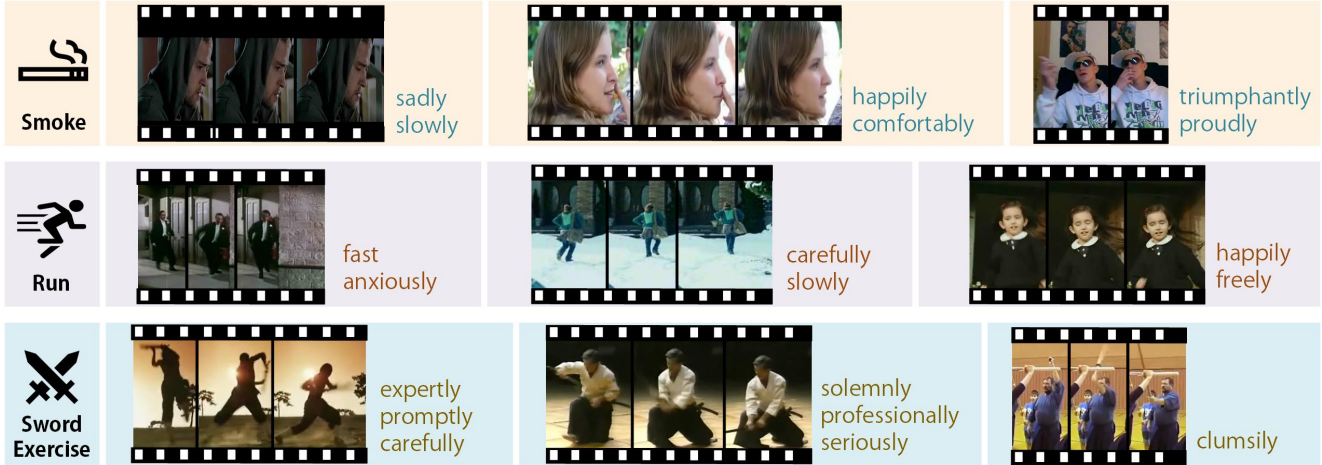 Smoke
sadly
slowly
happily
comfortably
triumphantly
proudly
Run
fast
anxiously
carefully
slowly
happily
freely
Sword
Exercise
expertly
promptly
carefully
solemnly
professionally
seriously
clumsily